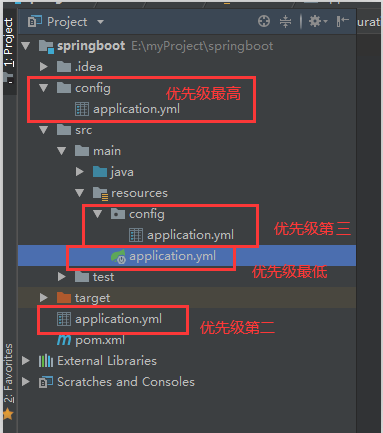 Project
urat
1: Project
springboot E:\myProject\springboot
.idea
config
优先级最高
application.yml
src
main
java
resources
config
application.yml
优先级第三
application.yml
优先级最低
test
target
application.yml
优先级第二
pom.xml
External Libraries
Scratches and Consoles
2: Favorites